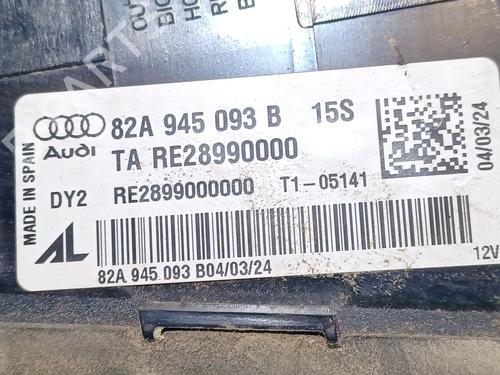 MADE IN SPAIN
Audi
82A 945 093 B 15S
TA RE28990000
DY2 RE2899000000 T1-05141
AL
82A 945 093 B04/03/24
04/03/24
12V